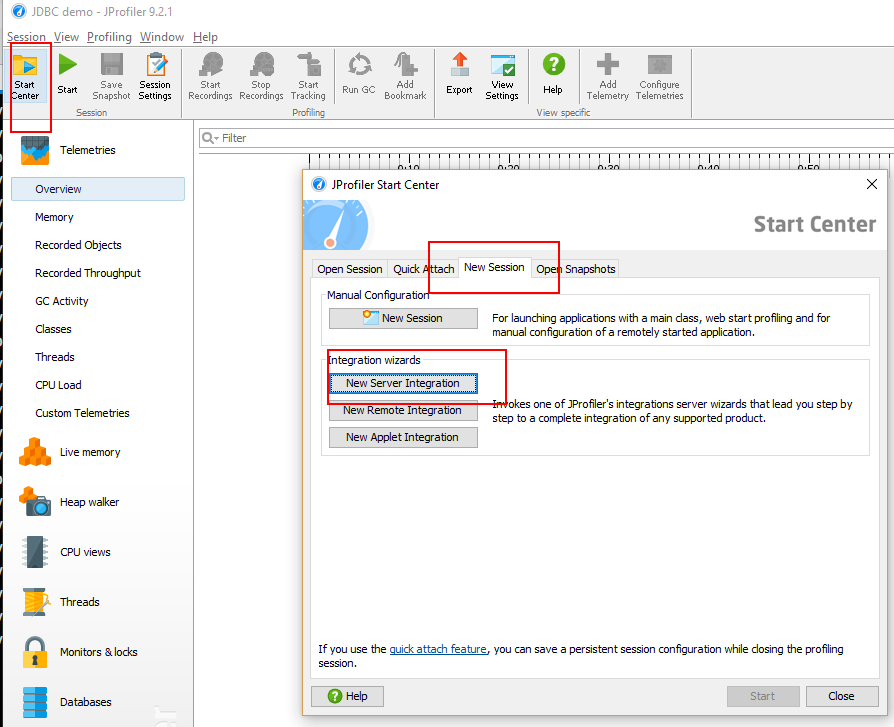 JDBC demo - JProfiler 9.2.1
Session View Profiling Window Help
Start Center
Start
Save Snapshot
Session Settings
Start Recordings
Stop Recordings
Start Tracking
Run GC
Add Bookmark
Export
View Settings
Help
Add Telemetry
Configure Telemetries
Session
Profiling
View specific
Telemetries
Overview
Memory
Recorded Objects
Recorded Throughput
GC Activity
Classes
Threads
CPU Load
Custom Telemetries
Live memory
Heap walker
CPU views
Threads
Monitors & locks
Databases
Filter
0:10 0:20 0:30 0:40 0:50
JProfiler Start Center
Start Center
Open Session Quick Attach New Session Open Snapshots
Manual Configuration
New Session
For launching applications with a main class, web start profiling and for
manual configuration of a remotely started application.
Integration wizards
New Server Integration
New Remote Integration
New Applet Integration
Invokes one of JProfiler's integrations server wizards that lead you step by
step to a complete integration of any supported product.
If you use the quick attach feature, you can save a persistent session configuration while closing the profiling
session.
Help
Start
Close